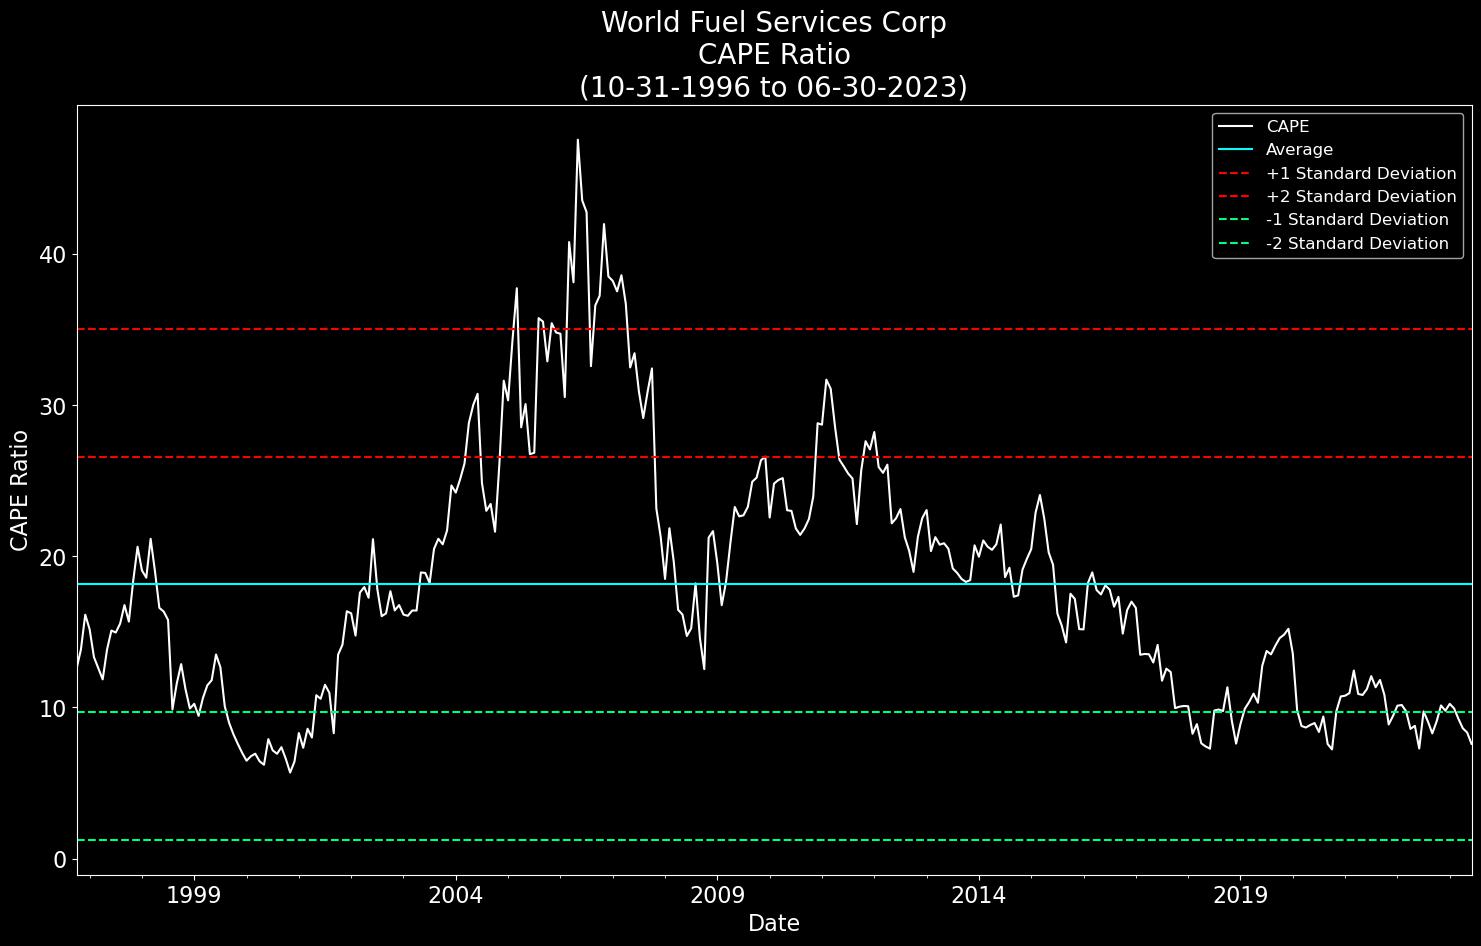 World Fuel Services Corp
CAPE Ratio
(10-31-1996 to 06-30-2023)
CAPE
Average
+1 Standard Deviation
+2 Standard Deviation
-1 Standard Deviation
-2 Standard Deviation
CAPE Ratio
40
30
20
10
0
1999
2004
2009
2014
2019
Date